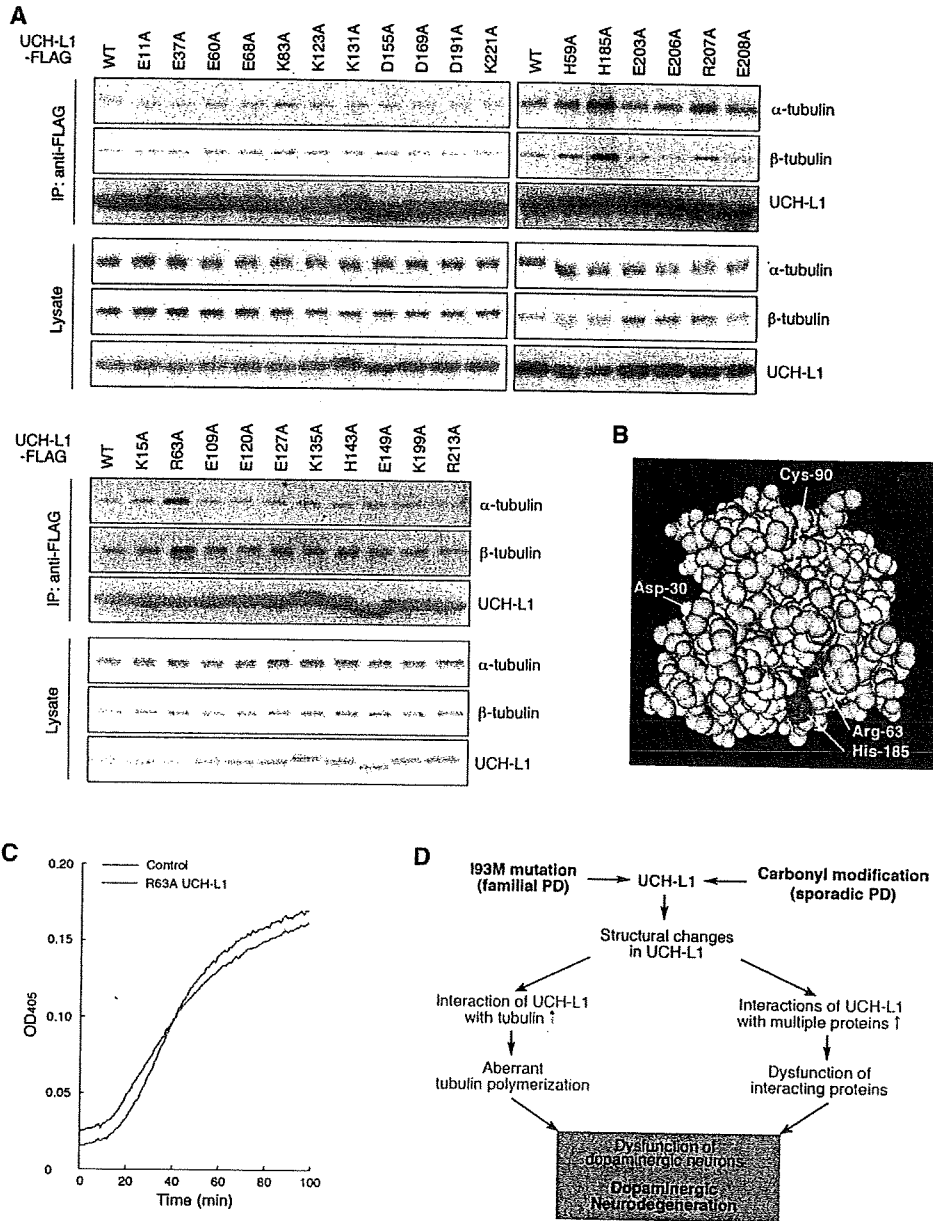 A
UCH-L1
-FLAG
WT E11A E37A E60A E68A K83A K123A K131A D155A D169A D191A K221A
WT H59A H185A E203A E206A R207A E208A
IP: anti-FLAG
α-tubulin
β-tubulin
UCH-L1
Lysate
α-tubulin
β-tubulin
UCH-L1
UCH-L1
-FLAG
WT K15A R63A E109A E120A E127A K135A H143A E149A K199A R213A
IP: anti-FLAG
α-tubulin
β-tubulin
UCH-L1
Lysate
α-tubulin
β-tubulin
UCH-L1
B
Cys-90
Asp-30
Arg-63
His-185
C
Control
R63A UCH-L1
0.20
0.15
0.10
0.05
0
OD405
0 20 40 60 80 100
Time (min)
D
I93M mutation
(familial PD)
UCH-L1
Carbonyl modification
(sporadic PD)
Structural changes
in UCH-L1
Interaction of UCH-L1
with tubulin ↑
Interactions of UCH-L1
with multiple proteins ↑
Aberrant
tubulin polymerization
Dysfunction of
interacting proteins
Dysfunction of
dopaminergic neurons
Dopaminergic
Neurodegeneration